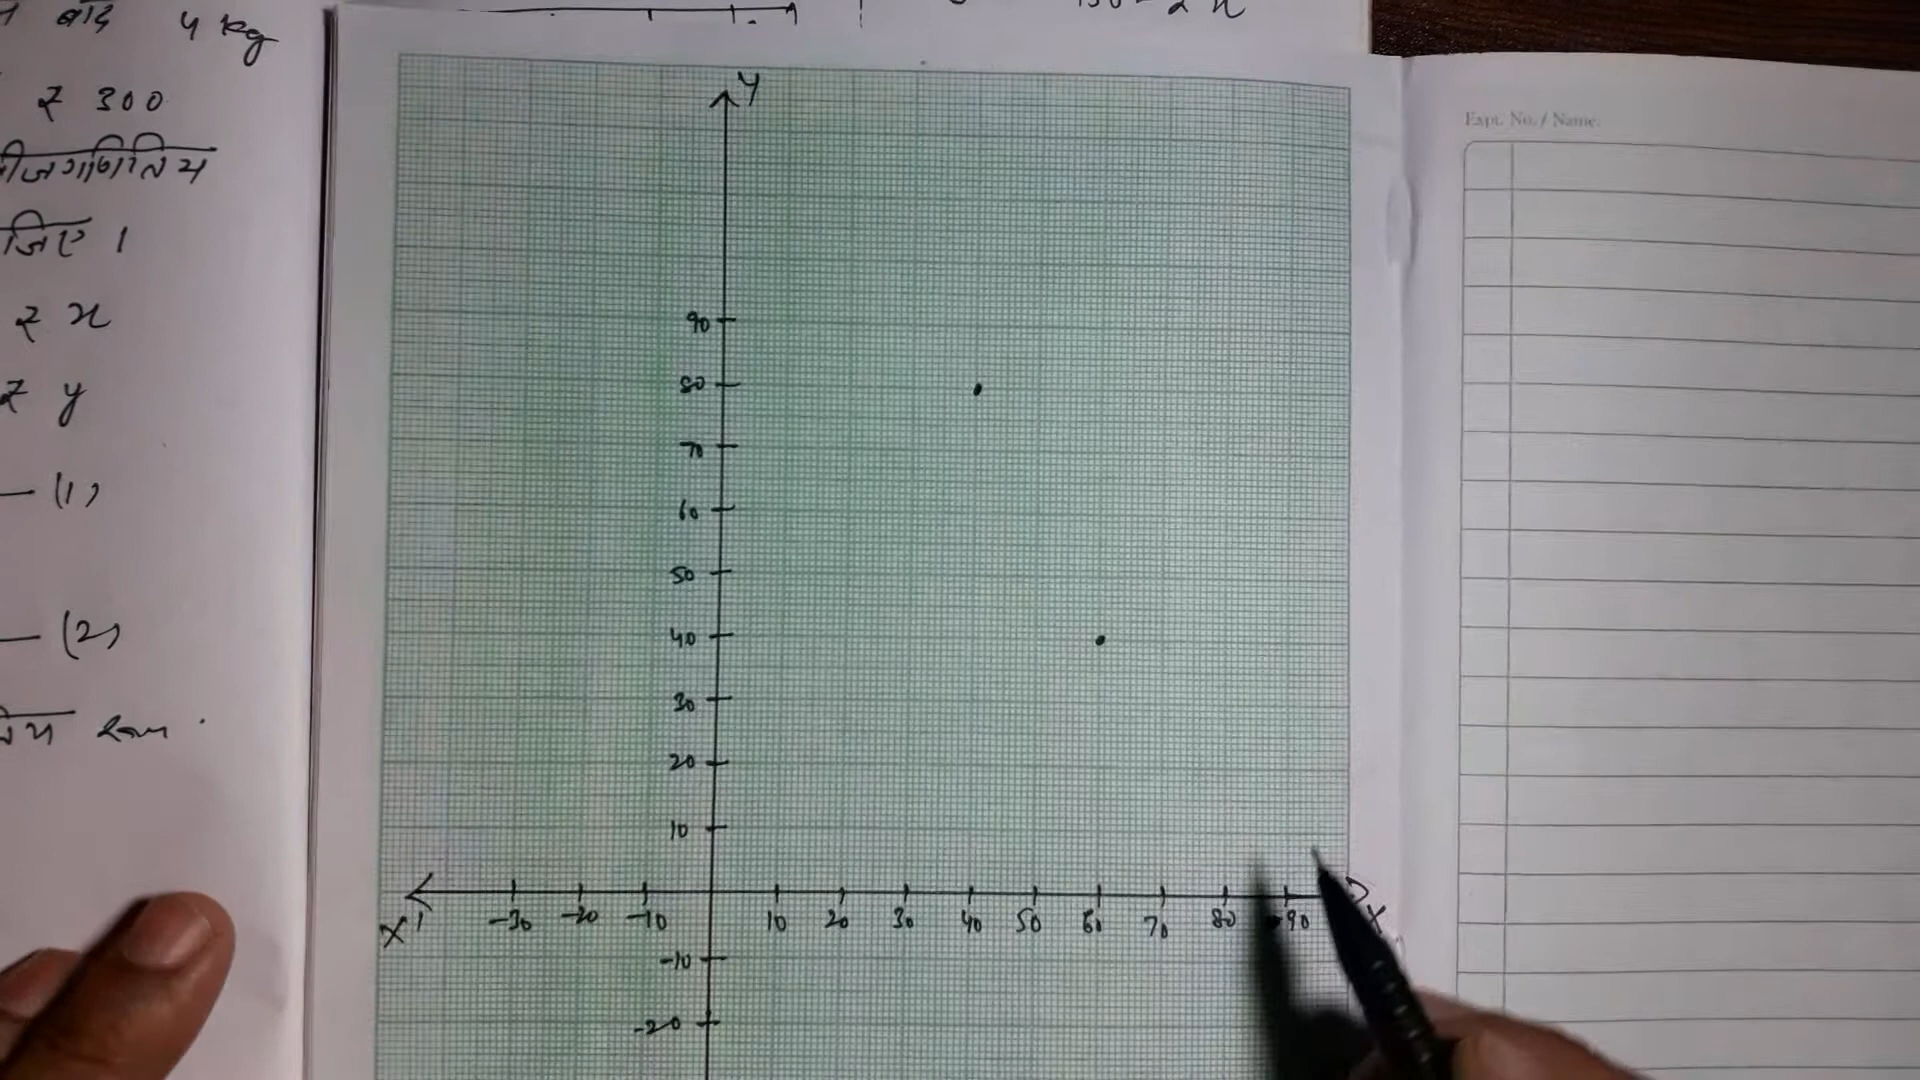 4 kg
₹ 300
जिए ।
₹ x
₹ y
— (1)
— (2)
Y
90
80
70
60
50
40
30
20
10
X'
-30 -20 -10 10 20 30 40 50 60 70 80 90
X
-10
-20
Expt. No. / Name.